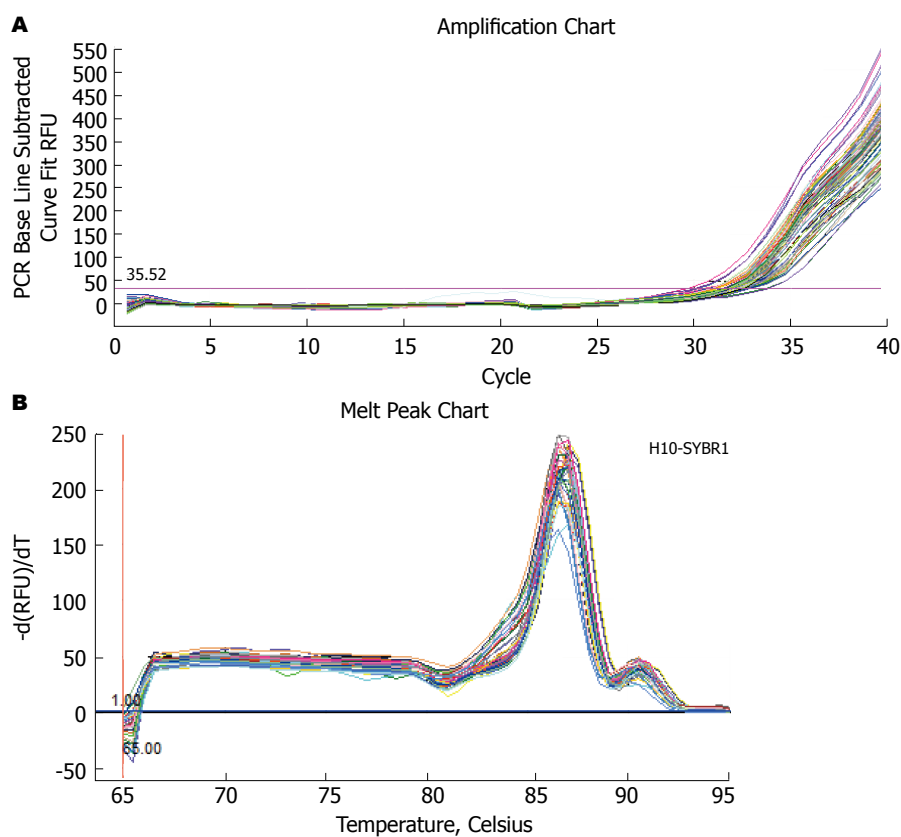 A
Amplification Chart
PCR Base Line Subtracted
Curve Fit RFU
550
500
450
400
350
300
250
200
150
100
50
0
35.52
0 5 10 15 20 25 30 35 40
Cycle
B
Melt Peak Chart
H10-SYBR1
-d(RFU)/dT
250
200
150
100
50
0
-50
1.00
65.00
65 70 75 80 85 90 95
Temperature, Celsius